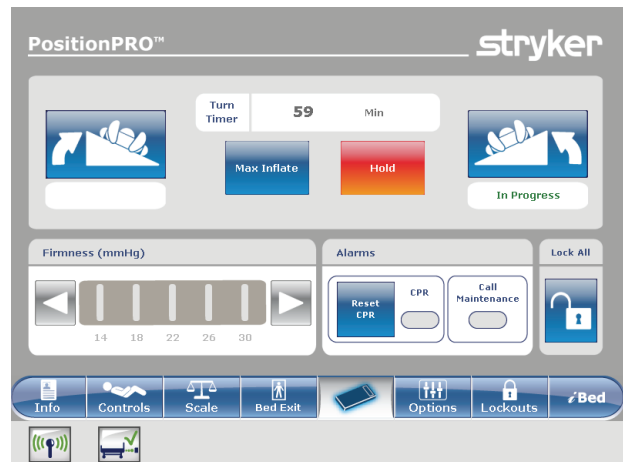 PositionPRO™
stryker
Turn
Timer
59
Min
Max Inflate
Hold
In Progress
Firmness (mmHg)
14 18 22 26 30
Alarms
Reset
CPR
CPR
Call
Maintenance
Lock All
1
Info
Controls
Scale
Bed Exit
Options
Lockouts
iBed